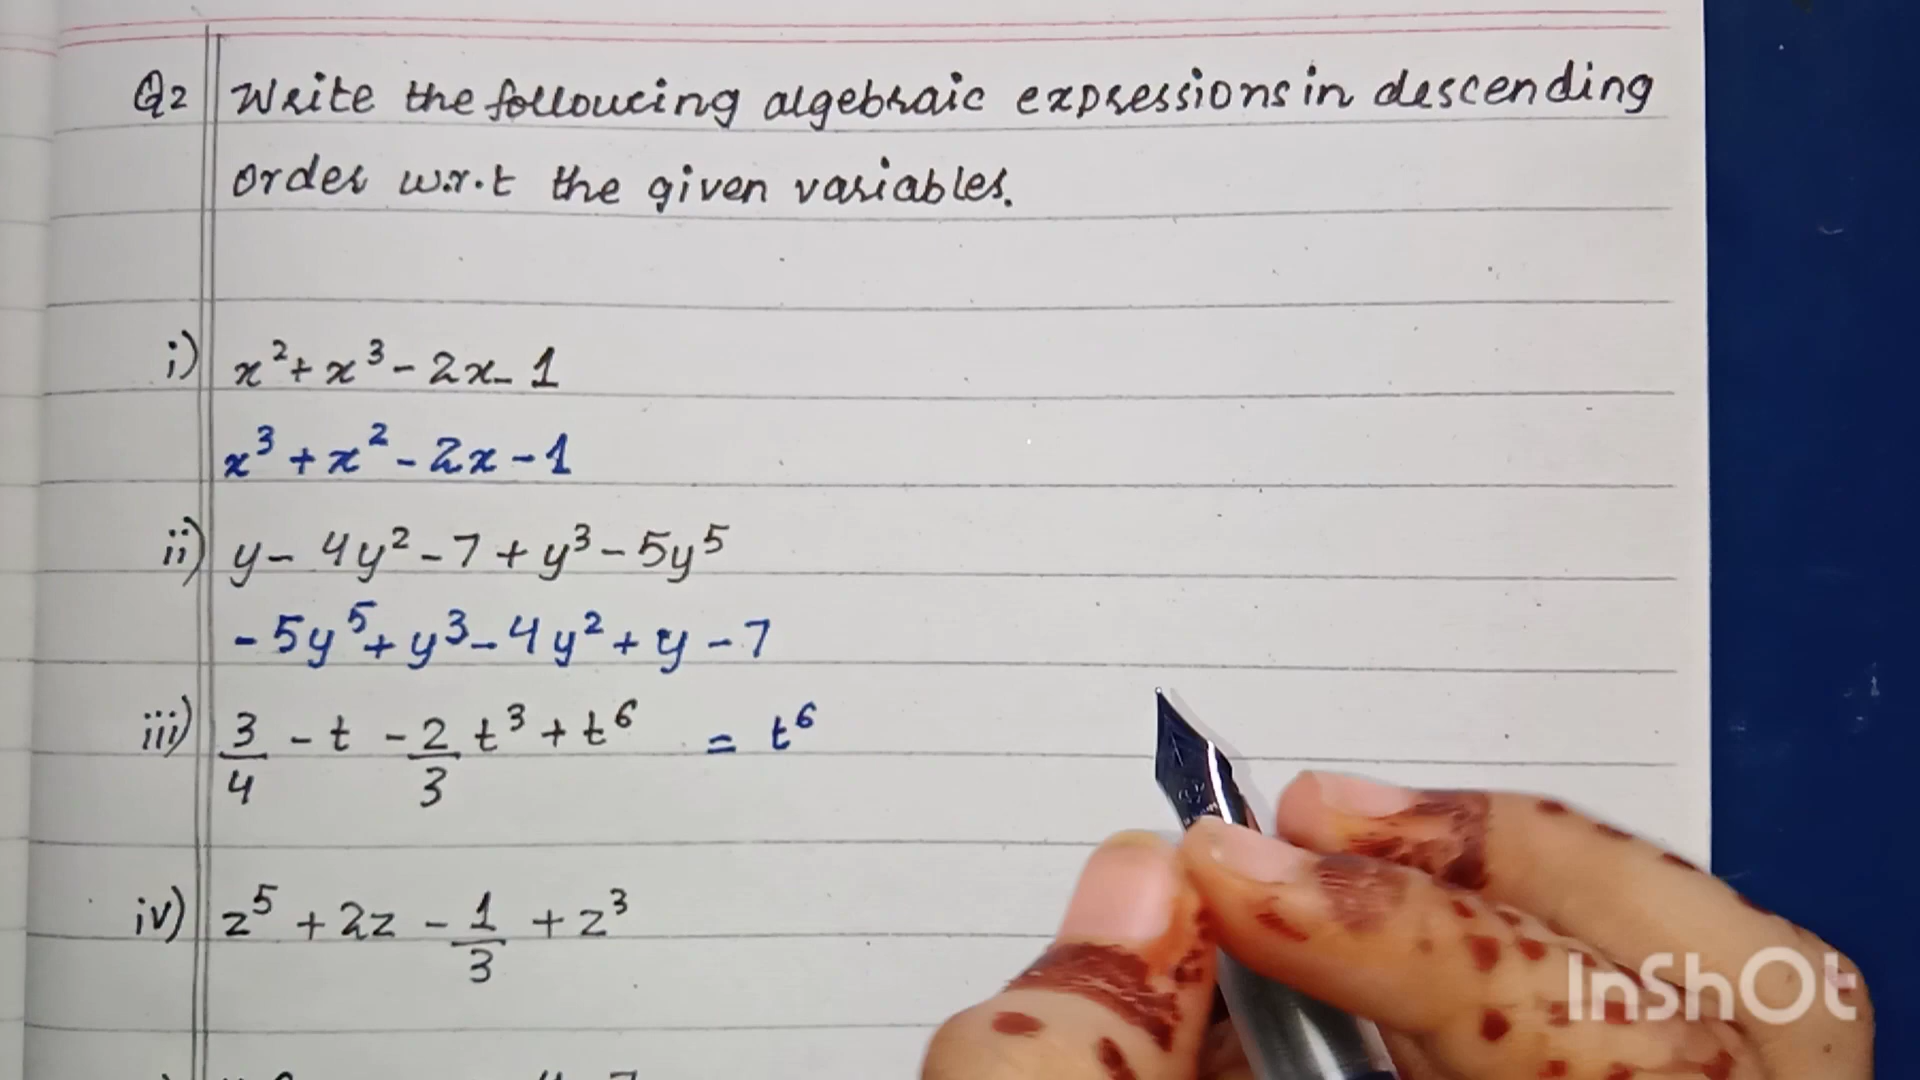 Q2 Write the following algebraic expressions in descending
order w.r.t the given variables.
i) x² + x³ - 2x - 1
x³ + x² - 2x - 1
ii) y - 4y² - 7 + y³ - 5y⁵
- 5y⁵ + y³ - 4y² + y - 7
iii) 3/4 - t - 2/3 t³ + t⁶ = t⁶
iv) z⁵ + 2z - 1/3 + z³
InShOt